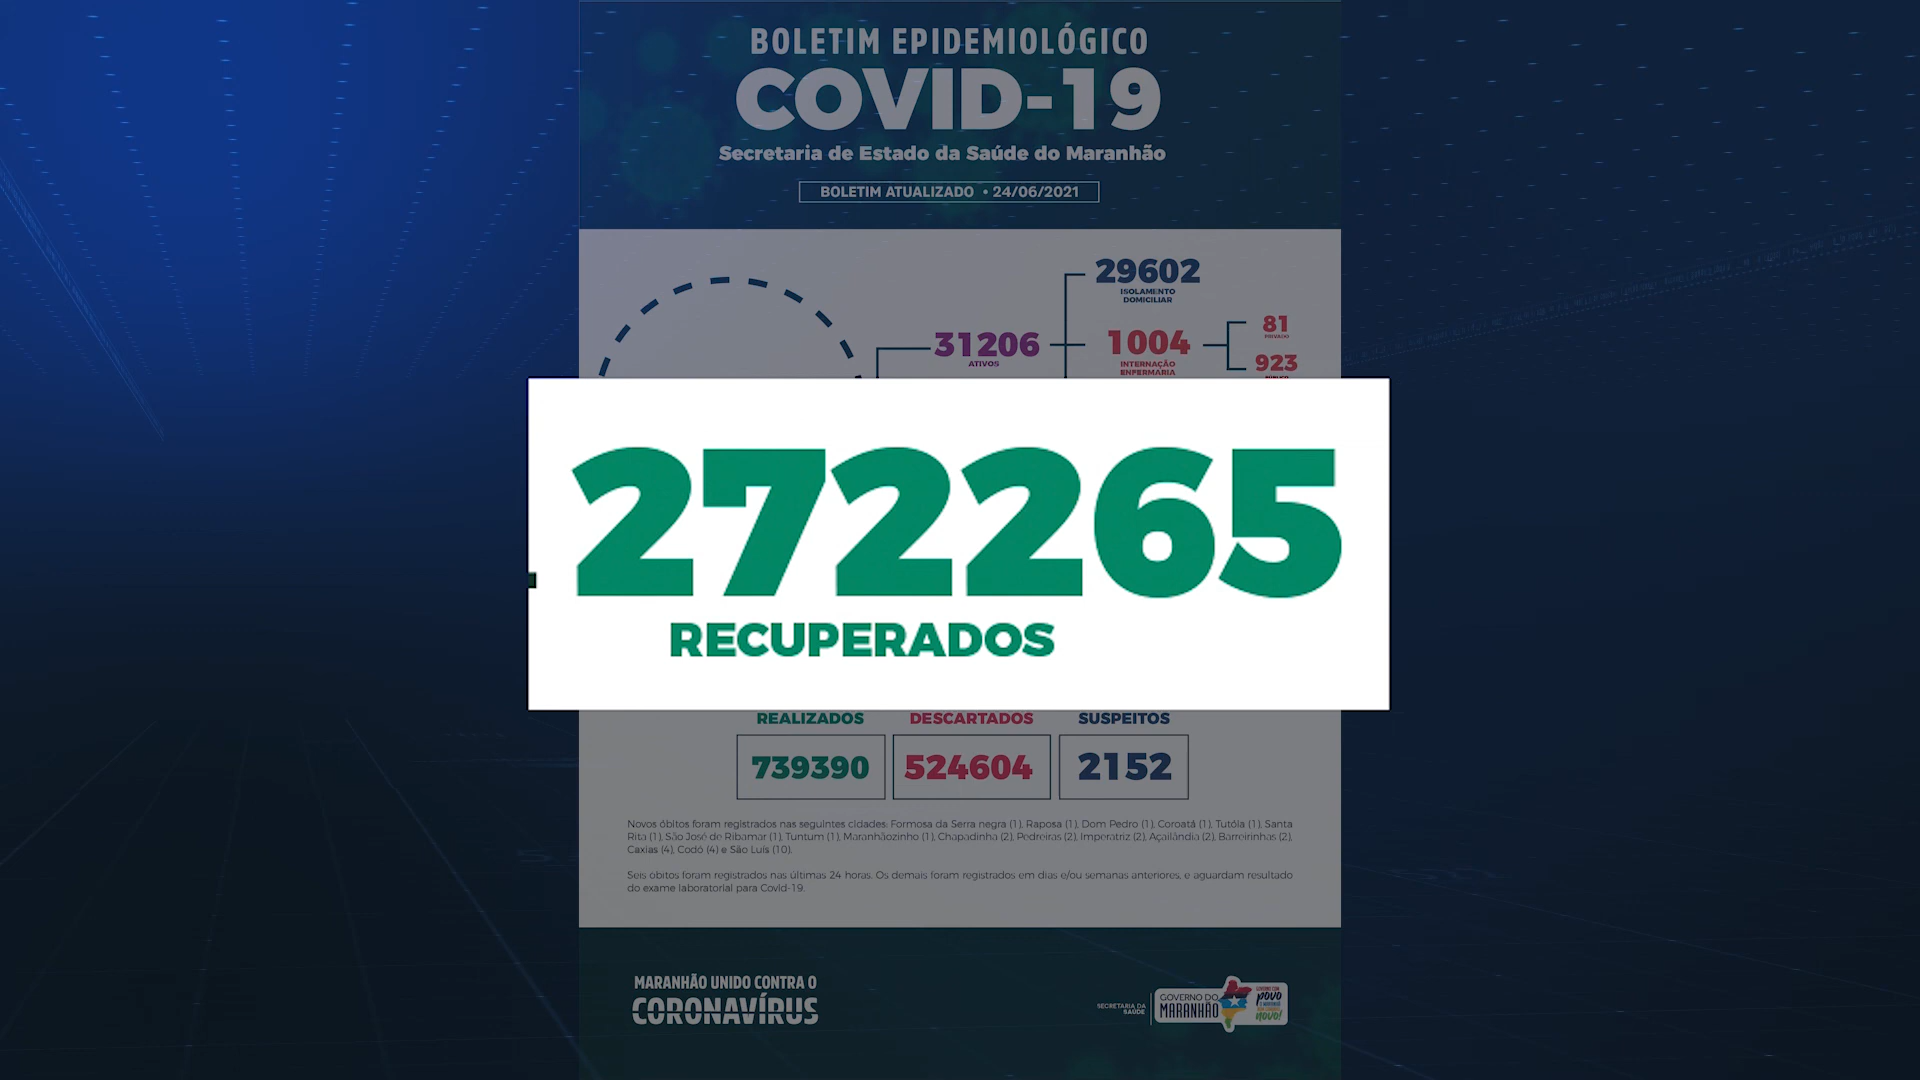 BOLETIM EPIDEMIOLÓGICO
COVID-19
Secretaria de Estado da Saúde do Maranhão
BOLETIM ATUALIZADO • 24/06/2021
29602
ISOLAMENTO
DOMICILIAR
31206
ATIVOS
1004
INTERNAÇÃO
ENFERMARIA
81
PRIVADO
923
272265
RECUPERADOS
REALIZADOS
DESCARTADOS
SUSPEITOS
739390
524604
2152
Novos óbitos foram registrados nas seguintes cidades: Formosa da Serra negra (1), Raposa (1), Dom Pedro (1), Coroatá (1), Tutóia (1), Santa
Rita (1), São José de Ribamar (1), Tuntum (1), Maranhãozinho (1), Chapadinha (2), Pedreiras (2), Imperatriz (2), Açailândia (2), Barreirinhas (2),
Caxias (4), Codó (4) e São Luís (10).
Seis óbitos foram registrados nas últimas 24 horas. Os demais foram registrados em dias e/ou semanas anteriores, e aguardam resultado
do exame laboratorial para Covid-19.
MARANHÃO UNIDO CONTRA O
CORONAVÍRUS
SECRETARIA DA
SAÚDE
GOVERNO DO
MARANHÃO
povo
novo!